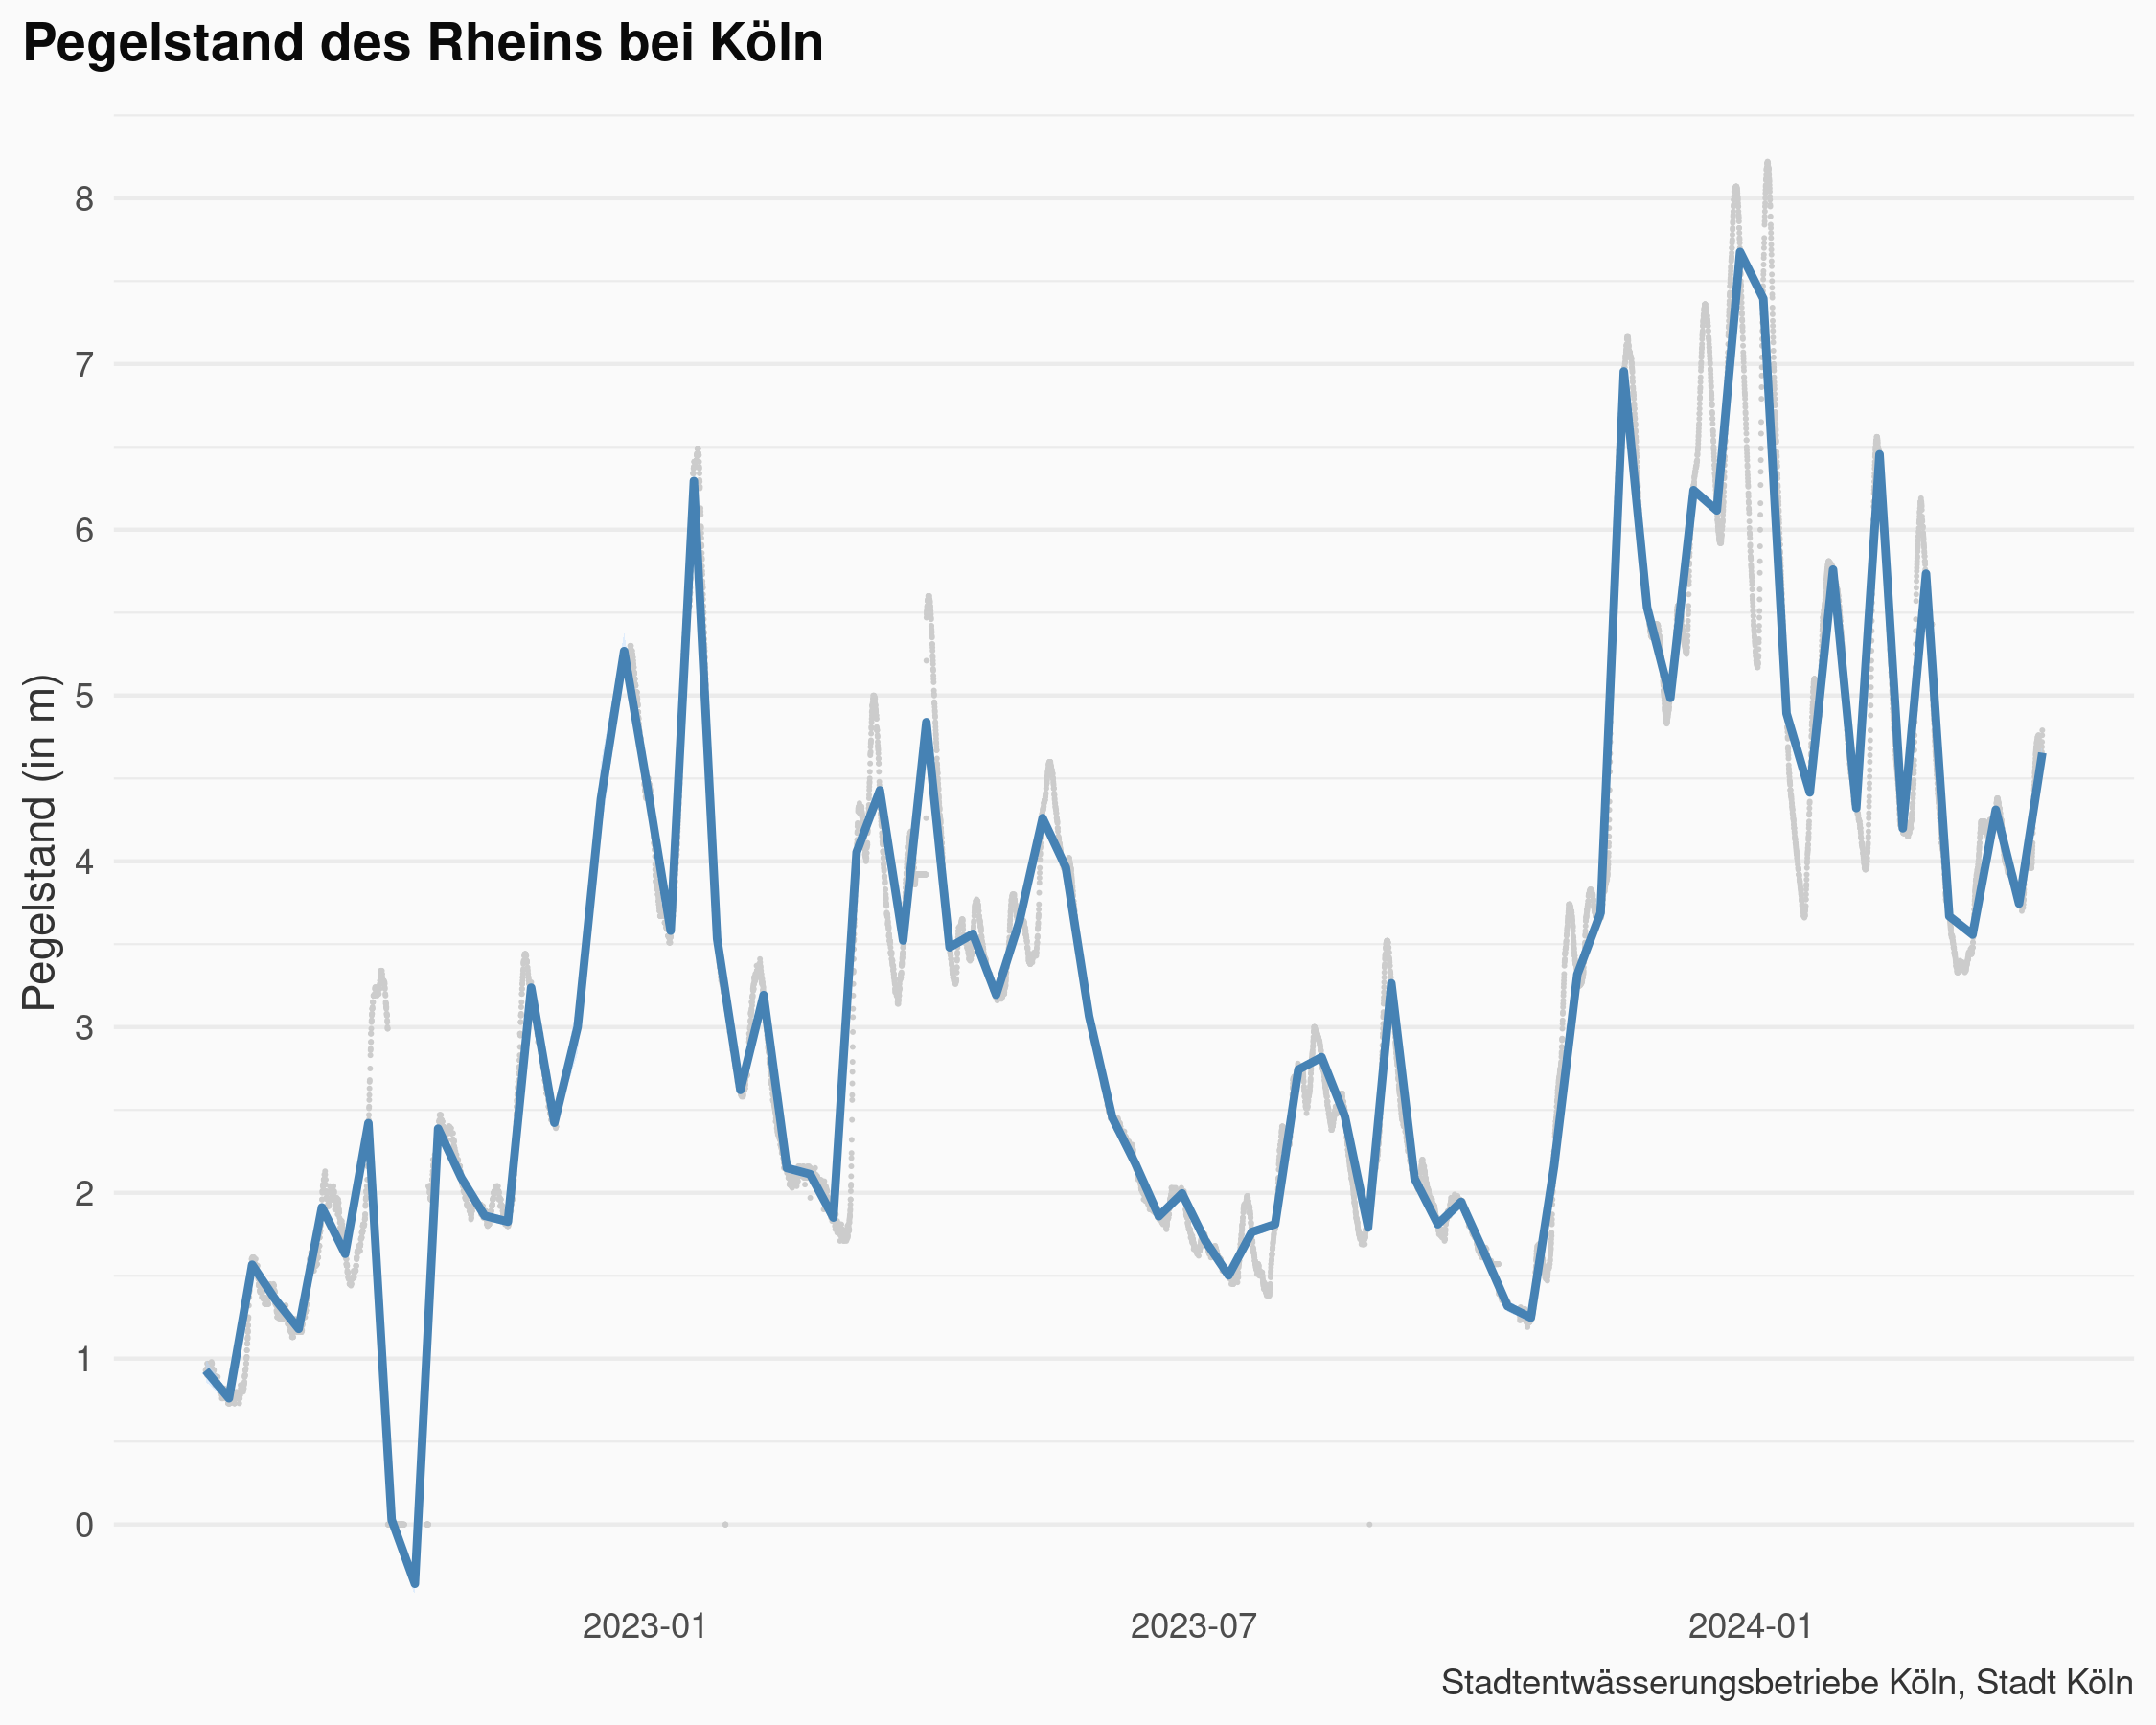 Pegelstand des Rheins bei Köln
Pegelstand (in m)
8
7
6
5
4
3
2
1
0
2023-01 2023-07 2024-01
Stadtentwässerungsbetriebe Köln, Stadt Köln